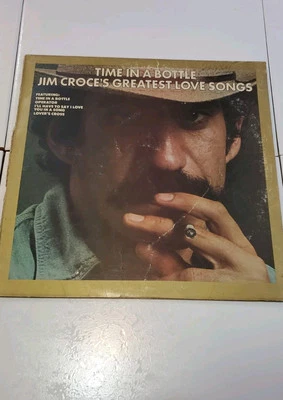 TIME IN A BOTTLE
JIM CROCE'S GREATEST LOVE SONGS
FEATURING:
TIME IN A BOTTLE
OPERATOR
I'LL HAVE TO SAY I LOVE
YOU IN A SONG
LOVER'S CROSS